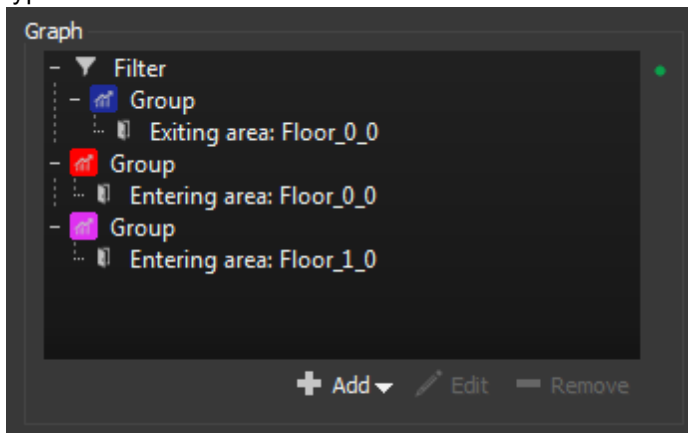 Graph
Filter
Group
Exiting area: Floor_0_0
Group
Entering area: Floor_0_0
Group
Entering area: Floor_1_0
Add
Edit
Remove